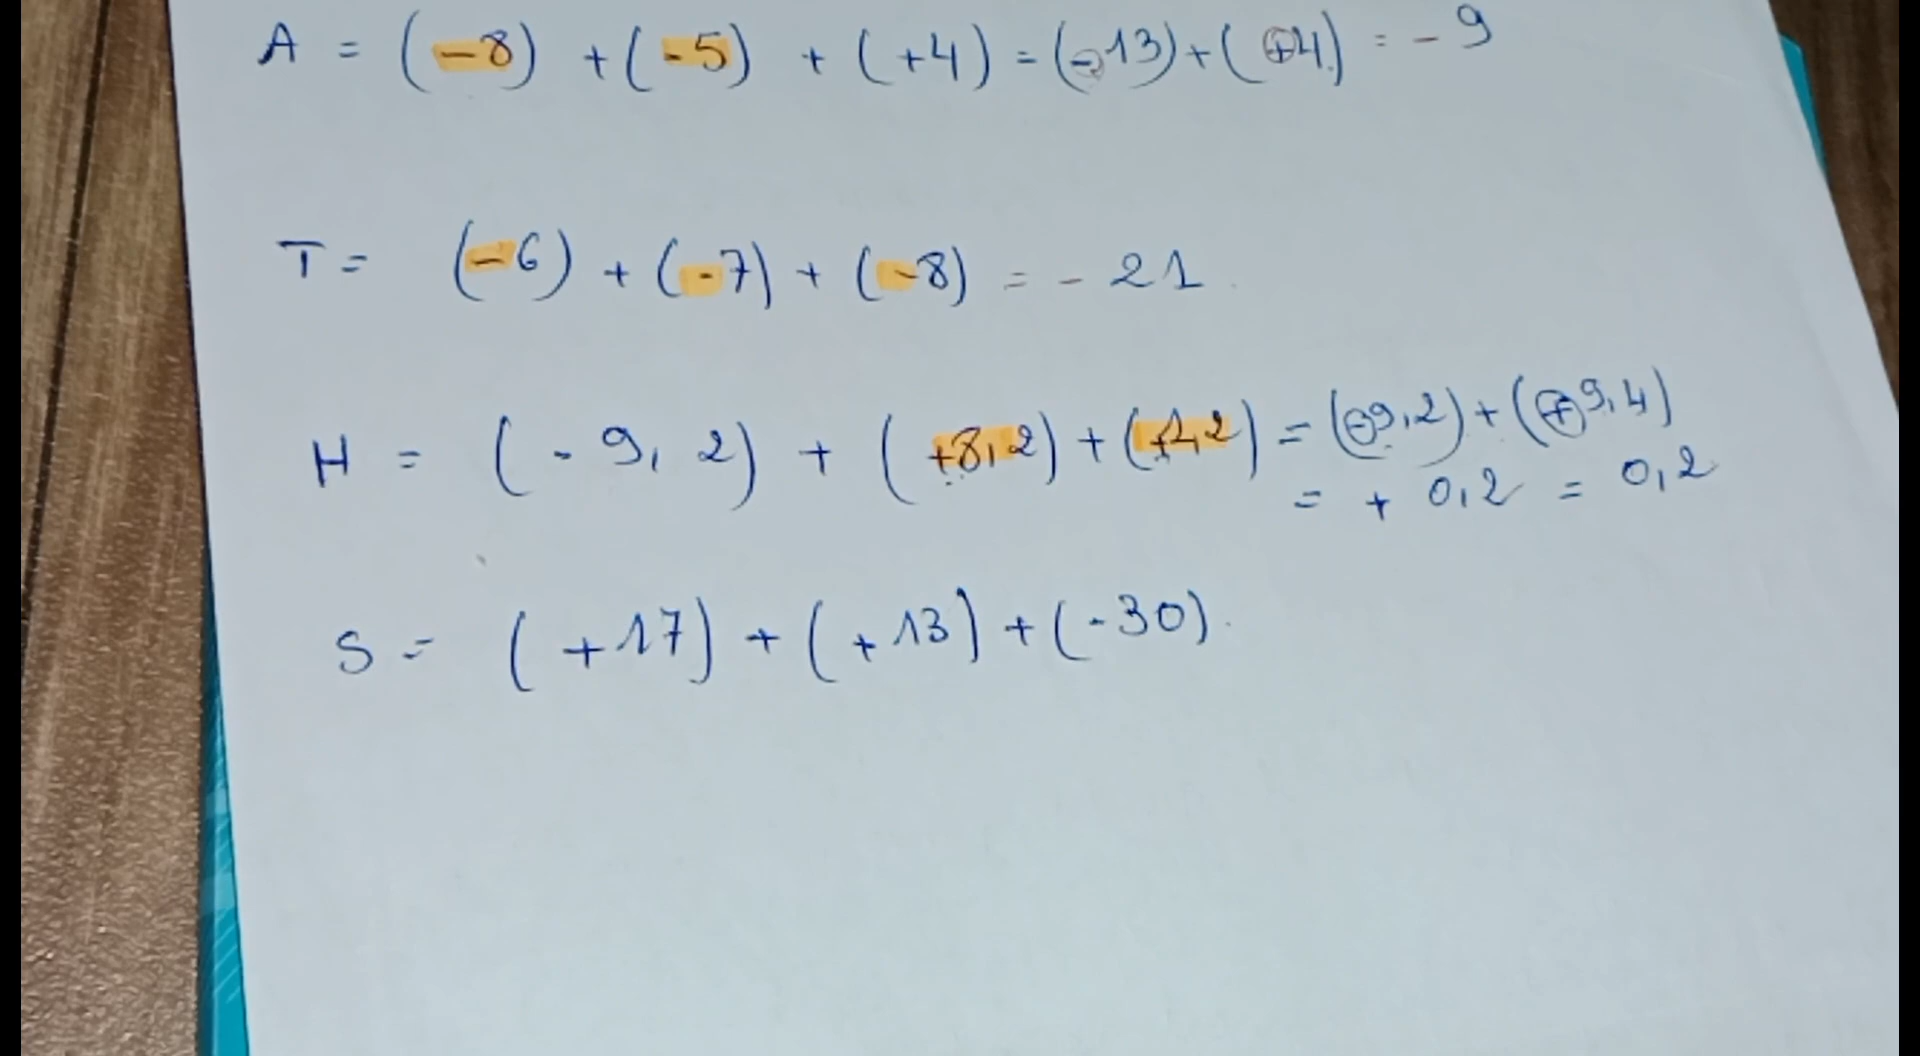 A = (-8) + (-5) + (+4) = (-13) + (+4) = - 9
T = (-6) + (-7) + (-8) = - 21
H = (- 9, 2) + (+8,2) + (+1,2) = (-9,2) + (+9,4)
= + 0,2 = 0,2
S = (+17) + (+13) + (-30).